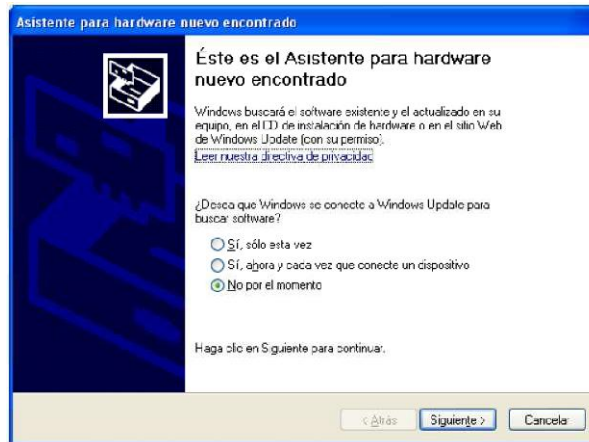 Asistente para hardware nuevo encontrado
Éste es el Asistente para hardware
nuevo encontrado
Windows buscará el software existente y el actualizado en su
equipo, en el CD de instalación de hardware o en el sitio Web
de Windows Update (con su permiso).
Leer nuestra directiva de privacidad
¿Desea que Windows se conecte a Windows Update para
buscar software?
Sí, sólo esta vez
Sí, ahora y cada vez que conecte un dispositivo
No por el momento
Haga clic en Siguiente para continuar.
< Atrás Siguiente > Cancelar